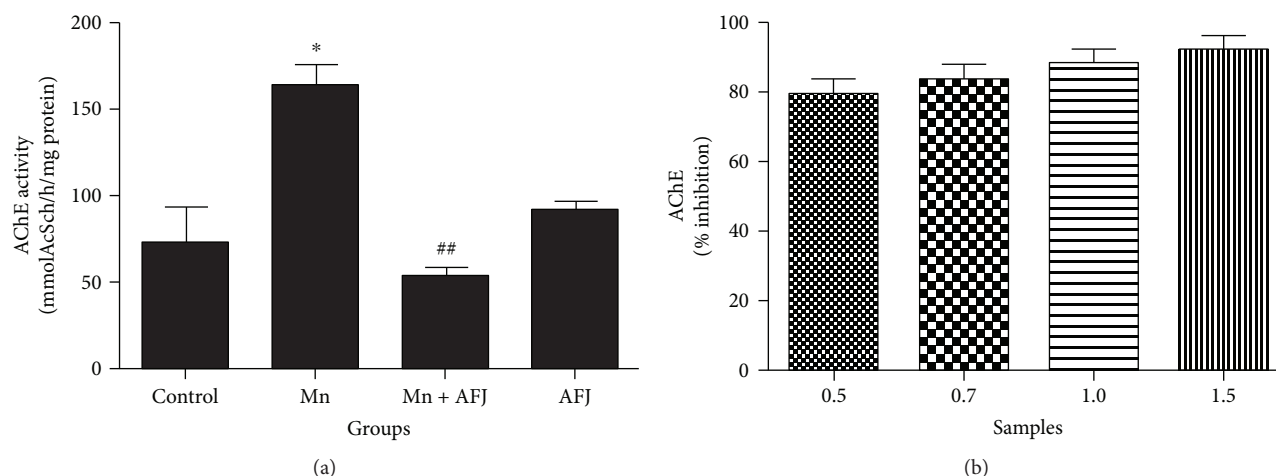 AChE activity
(mmolAcSch/h/mg protein)
200
150
100
50
0
*
##
Control Mn Mn + AFJ AFJ
Groups
(a)
AChE
(% inhibition)
100
80
60
40
20
0
0.5 0.7 1.0 1.5
Samples
(b)